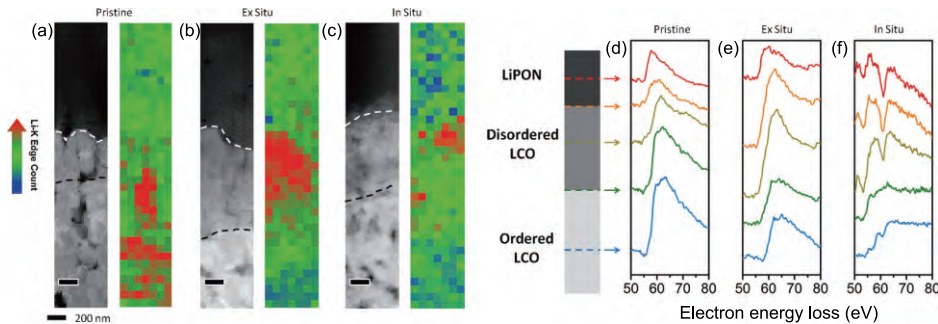 Pristine
Ex Situ
In Situ
(a)
(b)
(c)
Li-K Edge Count
200 nm
Pristine
Ex Situ
In Situ
(d)
(e)
(f)
LiPON
Disordered
LCO
Ordered
LCO
50 60 70 80
50 60 70 80
50 60 70 80
Electron energy loss (eV)